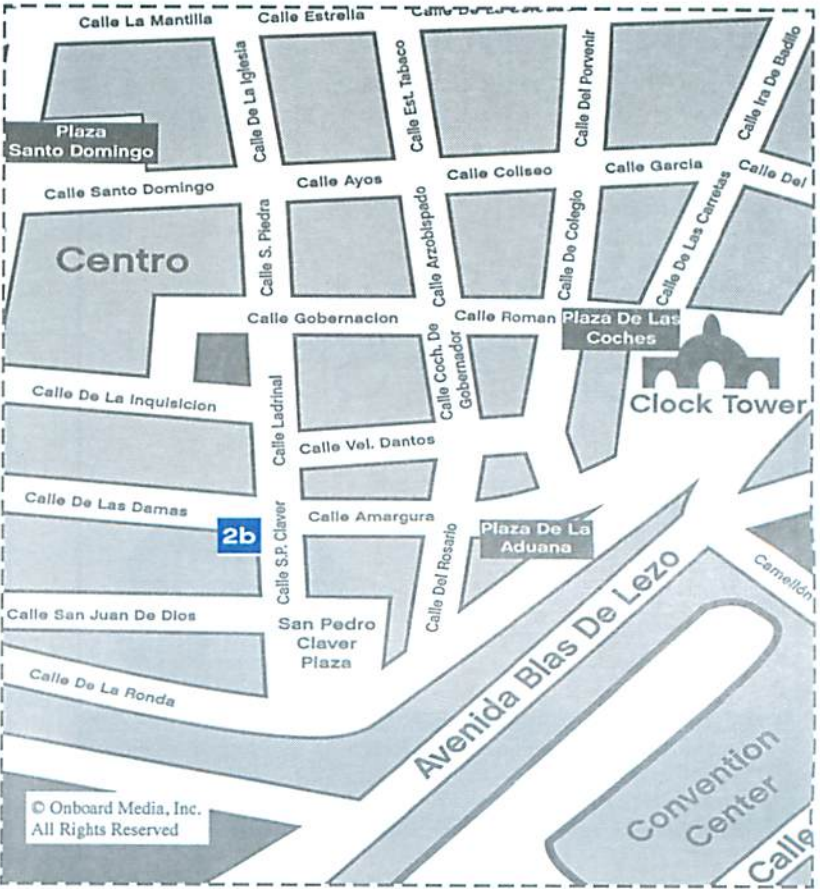 Calle La Mantilla
Calle Estrella
Calle De La Iglesia
Calle Est. Tabaco
Calle Del Porvenir
Calle Ira De Badillo
Plaza
Santo Domingo
Calle Santo Domingo
Calle Ayos
Calle Coliseo
Calle Garcia
Calle Del
Centro
Calle S. Piedra
Calle Arzobispado
Calle De Colegio
Calle De Las Carretas
Calle Gobernacion
Calle Roman
Plaza De Las
Coches
Calle Coch. De
Gobernador
Clock Tower
Calle De La Inquisicion
Calle Ladrinal
Calle Vel. Dantos
Calle De Las Damas
2b
Calle S.P. Claver
Calle Amargura
Plaza De La
Aduana
Calle Del Rosario
Camellón
Calle San Juan De Dios
San Pedro
Claver
Plaza
Avenida Blas De Lezo
Calle De La Ronda
Convention
Center
© Onboard Media, Inc.
All Rights Reserved
Calle